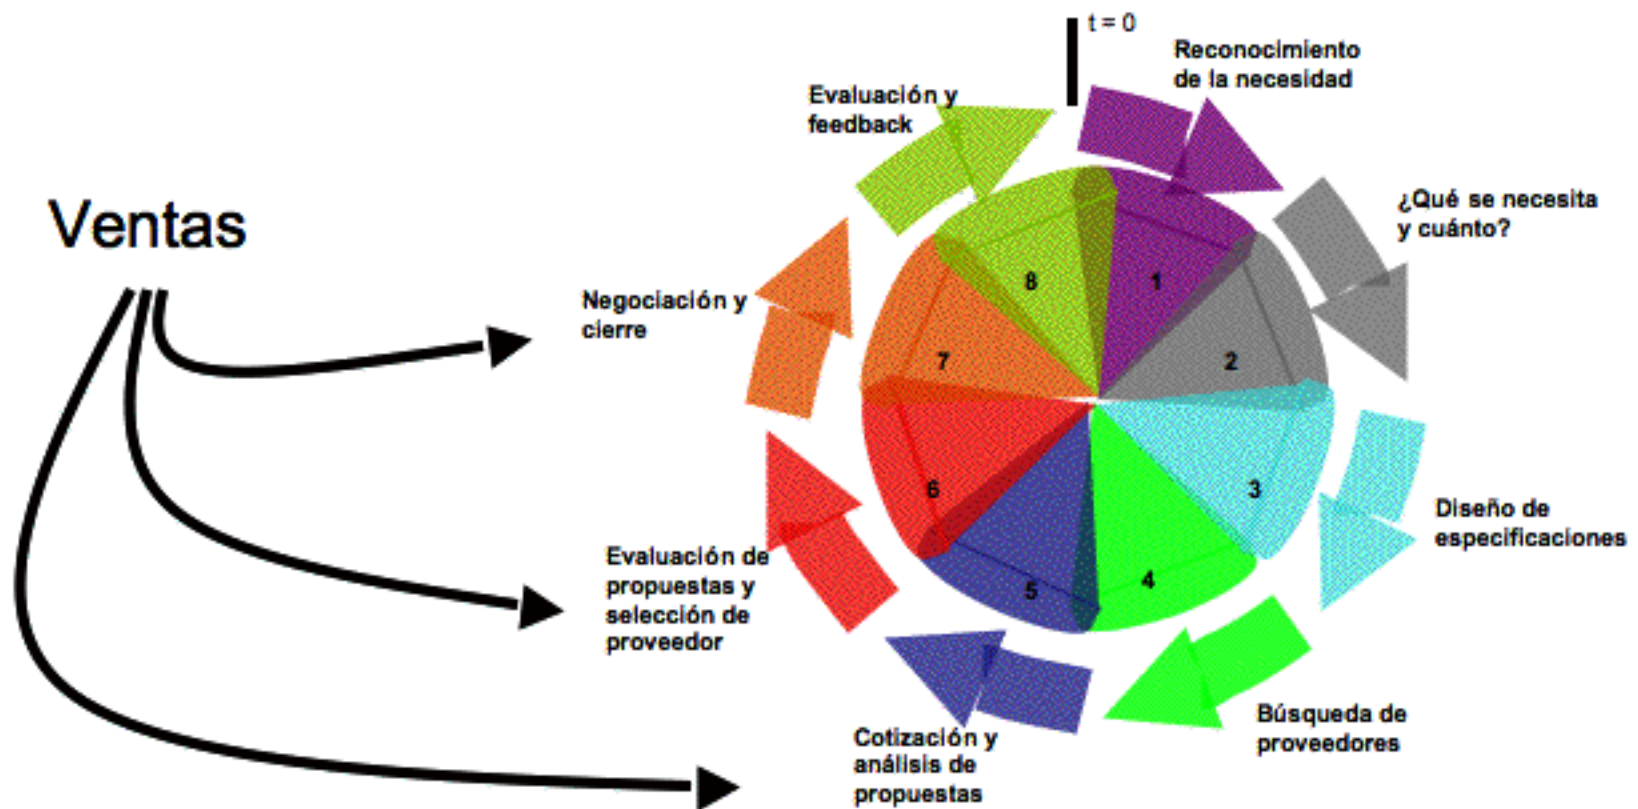 t = 0
Reconocimiento
de la necesidad
Evaluación y
feedback
¿Qué se necesita
y cuánto?
Ventas
Negociación y
cierre
8
1
7
2
6
3
5
4
Diseño de
especificaciones
Evaluación de
propuestas y
selección de
proveedor
Búsqueda de
proveedores
Cotización y
análisis de
propuestas